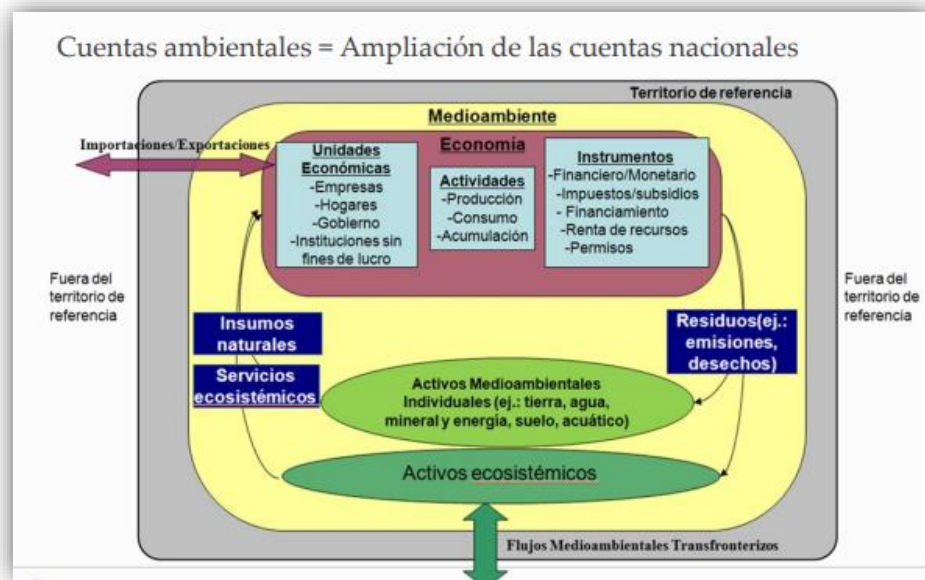 Cuentas ambientales = Ampliación de las cuentas nacionales
Territorio de referencia
Medioambiente
Importaciones/Exportaciones
Economía
Unidades
Económicas
-Empresas
-Hogares
-Gobierno
-Instituciones sin
fines de lucro
Actividades
-Producción
-Consumo
-Acumulación
Instrumentos
-Financiero/Monetario
-Impuestos/subsidios
- Financiamiento
-Renta de recursos
-Permisos
Fuera del
territorio de
referencia
Fuera del
territorio de
referencia
Insumos
naturales
Servicios
ecosistémicos
Residuos(ej.:
emisiones,
desechos)
Activos Medioambientales
Individuales (ej.: tierra, agua,
mineral y energía, suelo, acuático)
Activos ecosistémicos
Flujos Medioambientales Transfronterizos